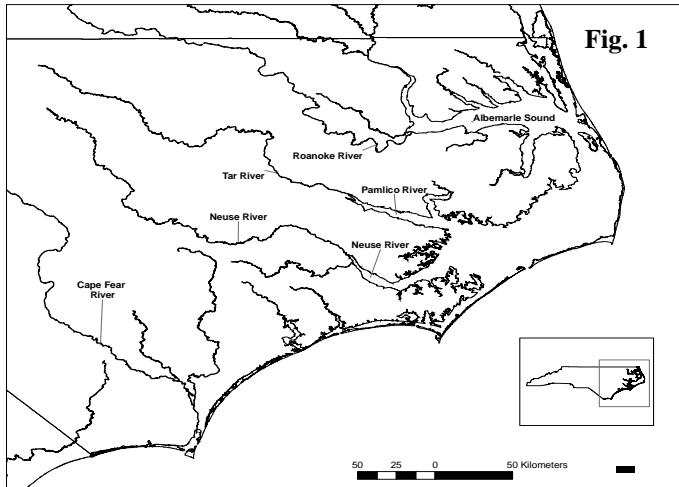 Fig. 1
Albemarle Sound
Roanoke River
Tar River
Pamlico River
Neuse River
Neuse River
Cape Fear
River
50 25 0 50 Kilometers